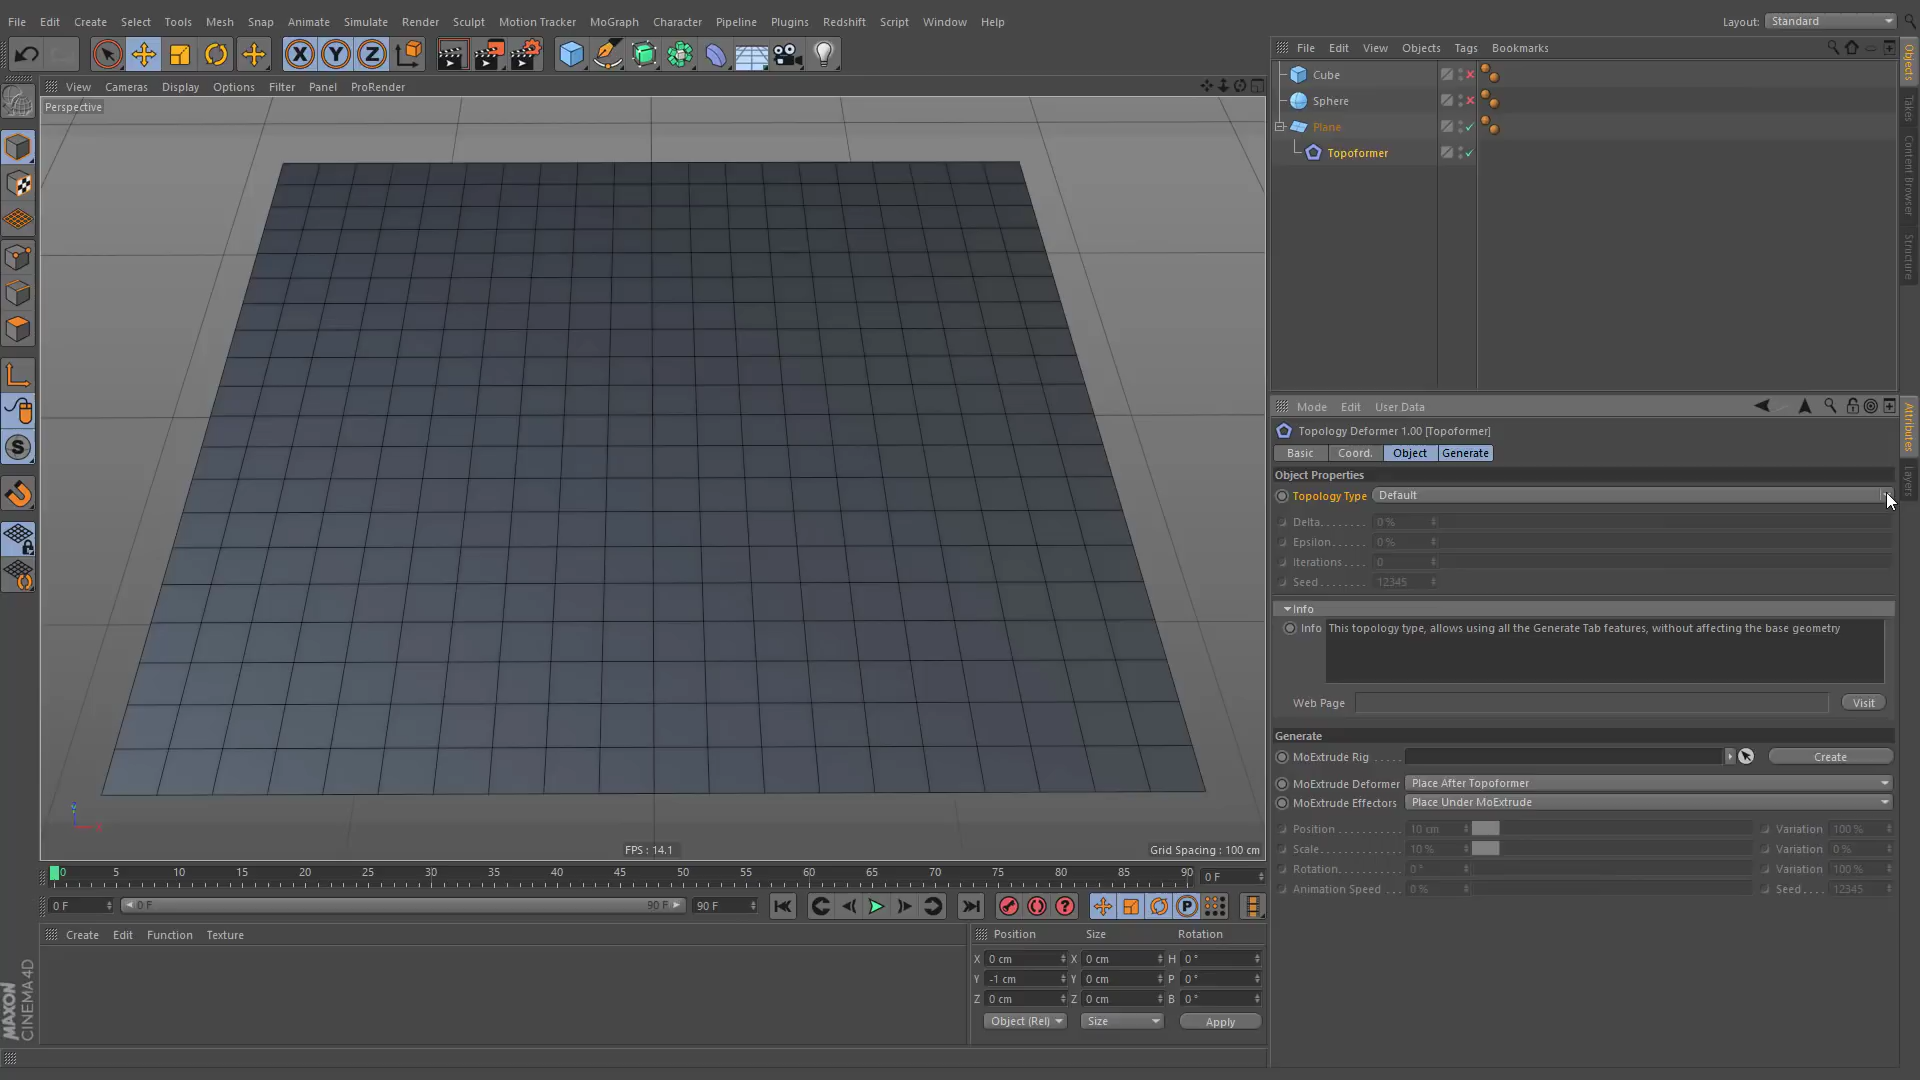 File Edit Create Select Tools Mesh Snap Animate Simulate Render Sculpt Motion Tracker MoGraph Character Pipeline Plugins Redshift Script Window Help
Layout: Standard
View Cameras Display Options Filter Panel ProRender
Perspective
FPS : 14.1
Grid Spacing : 100 cm
File Edit View Objects Tags Bookmarks
Cube
Sphere
Plane
Topoformer
Objects
Takes
Content Browser
Structure
Mode Edit User Data
Topology Deformer 1.00 [Topoformer]
Basic Coord. Object Generate
Object Properties
Topology Type Default
Delta. . . . . . . . 0 %
Epsilon. . . . . . 0 %
Iterations . . . . 0
Seed . . . . . . . . 12345
Info
Info This topology type, allows using all the Generate Tab features, without affecting the base geometry
Web Page Visit
Generate
MoExtrude Rig . . . . . Create
MoExtrude Deformer Place After Topoformer
MoExtrude Effectors Place Under MoExtrude
Position . . . . . . . . . . . 10 cm Variation 100 %
Scale. . . . . . . . . . . . . . 10 % Variation 0 %
Rotation. . . . . . . . . . . 0 ° Variation 100 %
Animation Speed . . . 0 % Seed . . . . 12345
Attributes
Layers
0 5 10 15 20 25 30 35 40 45 50 55 60 65 70 75 80 85 90 0 F
0 F 0 F 90 F 90 F
Create Edit Function Texture
Position Size Rotation
X 0 cm X 0 cm H 0 °
Y -1 cm Y 0 cm P 0 °
Z 0 cm Z 0 cm B 0 °
Object (Rel) Size Apply
MAXON
CINEMA 4D